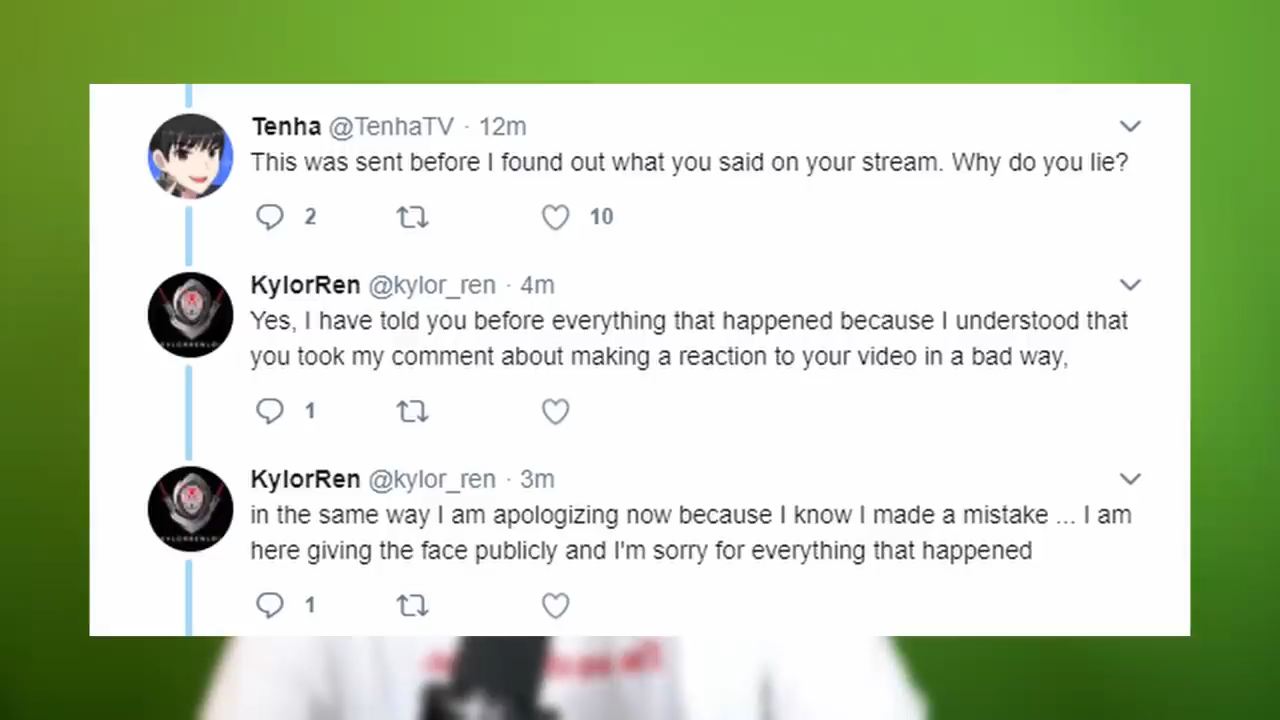 Tenha @TenhaTV · 12m
This was sent before I found out what you said on your stream. Why do you lie?
2 10
KylorRen @kylor_ren · 4m
Yes, I have told you before everything that happened because I understood that
you took my comment about making a reaction to your video in a bad way,
1
KylorRen @kylor_ren · 3m
in the same way I am apologizing now because I know I made a mistake ... I am
here giving the face publicly and I'm sorry for everything that happened
1